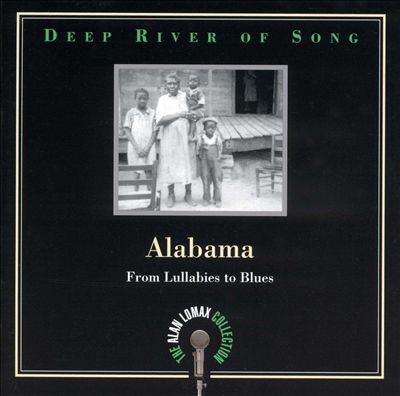 DEEP RIVER OF SONG
Alabama
From Lullabies to Blues
THE ALAN LOMAX COLLECTION